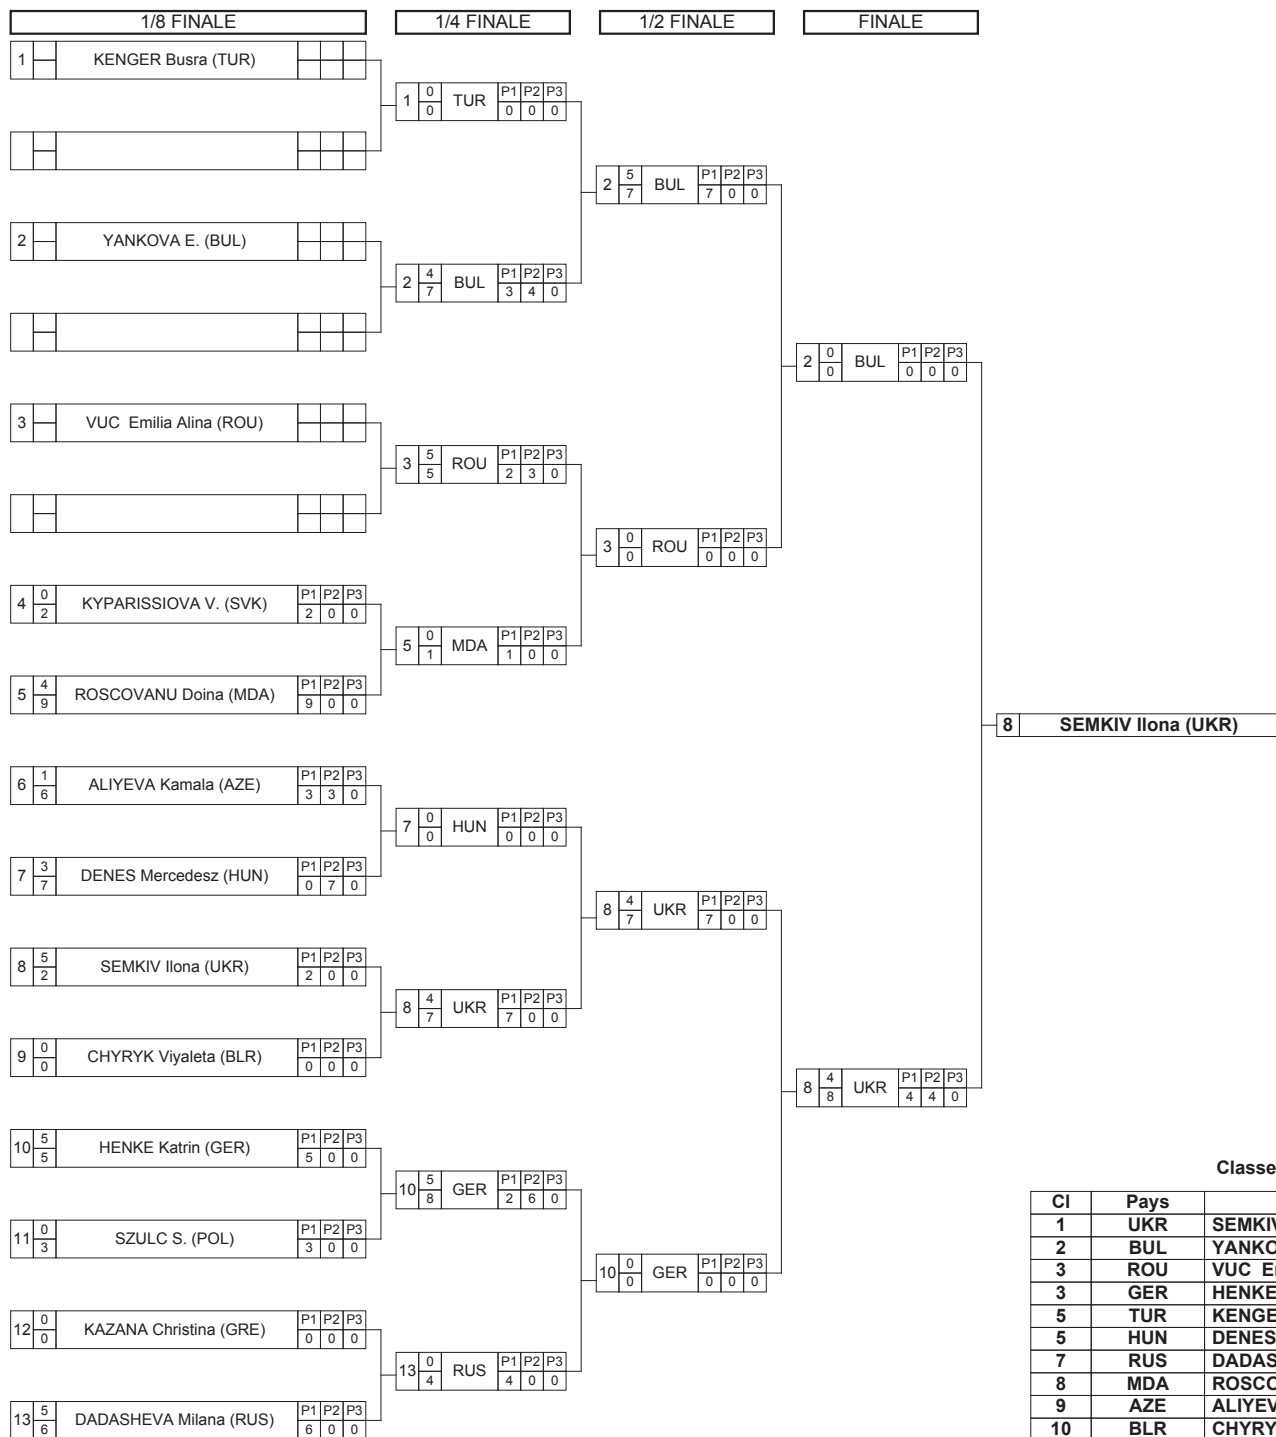 1/8 FINALE 1/4 FINALE 1/2 FINALE FINALE
1 KENGER Busra (TUR)
1 0 0 TUR P1 P2 P3 0 0 0
2 5 7 BUL P1 P2 P3 7 0 0
2 YANKOVA E. (BUL)
2 4 7 BUL P1 P2 P3 3 4 0
2 0 0 BUL P1 P2 P3 0 0 0
3 VUC Emilia Alina (ROU)
3 5 5 ROU P1 P2 P3 2 3 0
3 0 0 ROU P1 P2 P3 0 0 0
4 0 2 KYPARISSIOVA V. (SVK) P1 P2 P3 2 0 0
5 0 1 MDA P1 P2 P3 1 0 0
5 4 9 ROSCOVANU Doina (MDA) P1 P2 P3 9 0 0
8 SEMKIV Ilona (UKR)
6 1 6 ALIYEVA Kamala (AZE) P1 P2 P3 3 3 0
7 0 0 HUN P1 P2 P3 0 0 0
7 3 7 DENES Mercedesz (HUN) P1 P2 P3 0 7 0
8 4 7 UKR P1 P2 P3 7 0 0
8 5 2 SEMKIV Ilona (UKR) P1 P2 P3 2 0 0
8 4 7 UKR P1 P2 P3 7 0 0
9 0 0 CHYRYK Viyaleta (BLR) P1 P2 P3 0 0 0
8 4 8 UKR P1 P2 P3 4 4 0
10 5 5 HENKE Katrin (GER) P1 P2 P3 5 0 0
10 5 8 GER P1 P2 P3 2 6 0
11 0 3 SZULC S. (POL) P1 P2 P3 3 0 0
10 0 0 GER P1 P2 P3 0 0 0
12 0 0 KAZANA Christina (GRE) P1 P2 P3 0 0 0
13 0 4 RUS P1 P2 P3 4 0 0
13 5 6 DADASHEVA Milana (RUS) P1 P2 P3 6 0 0
Classe
Cl Pays
1 UKR SEMKIV
2 BUL YANKO
3 ROU VUC E
3 GER HENKE
5 TUR KENGE
5 HUN DENES
7 RUS DADAS
8 MDA ROSCO
9 AZE ALIYEV
10 BLR CHYRY